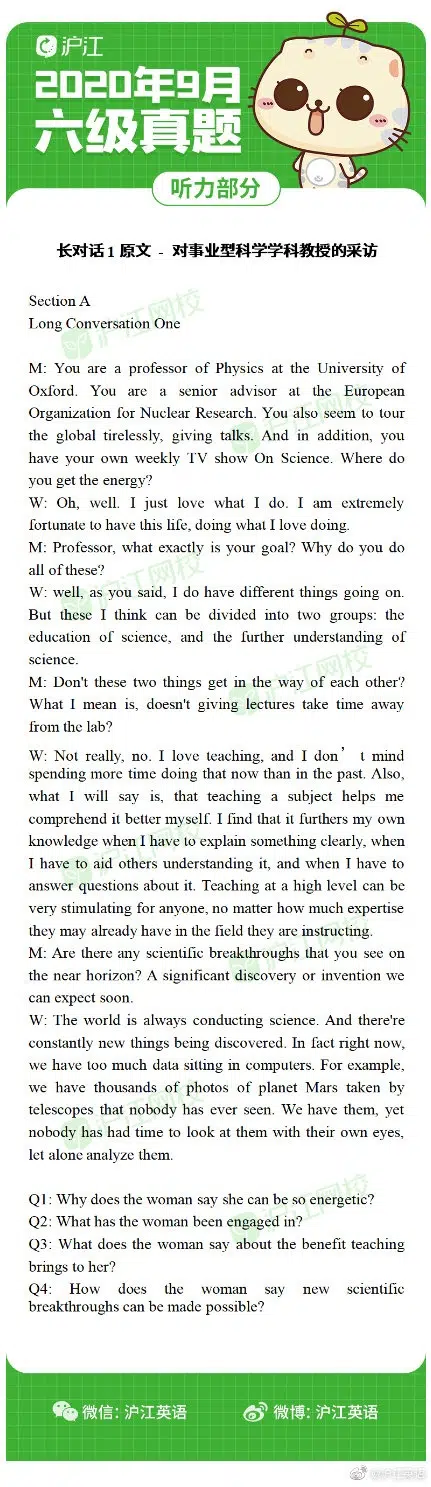 沪江
2020年9月
六级真题
听力部分
长对话1原文 - 对事业型科学学科教授的采访
Section A
Long Conversation One
M: You are a professor of Physics at the University of
Oxford. You are a senior advisor at the European
Organization for Nuclear Research. You also seem to tour
the global tirelessly, giving talks. And in addition, you
have your own weekly TV show On Science. Where do
you get the energy?
W: Oh, well. I just love what I do. I am extremely
fortunate to have this life, doing what I love doing.
M: Professor, what exactly is your goal? Why do you do
all of these?
W: well, as you said, I do have different things going on.
But these I think can be divided into two groups: the
education of science, and the further understanding of
science.
M: Don't these two things get in the way of each other?
What I mean is, doesn't giving lectures take time away
from the lab?
W: Not really, no. I love teaching, and I don’t mind
spending more time doing that now than in the past. Also,
what I will say is, that teaching a subject helps me
comprehend it better myself. I find that it furthers my own
knowledge when I have to explain something clearly, when
I have to aid others understanding it, and when I have to
answer questions about it. Teaching at a high level can be
very stimulating for anyone, no matter how much expertise
they may already have in the field they are instructing.
M: Are there any scientific breakthroughs that you see on
the near horizon? A significant discovery or invention we
can expect soon.
W: The world is always conducting science. And there're
constantly new things being discovered. In fact right now,
we have too much data sitting in computers. For example,
we have thousands of photos of planet Mars taken by
telescopes that nobody has ever seen. We have them, yet
nobody has had time to look at them with their own eyes,
let alone analyze them.
Q1: Why does the woman say she can be so energetic?
Q2: What has the woman been engaged in?
Q3: What does the woman say about the benefit teaching
brings to her?
Q4: How does the woman say new scientific
breakthroughs can be made possible?
微信: 沪江英语
微博: 沪江英语
@沪江英语